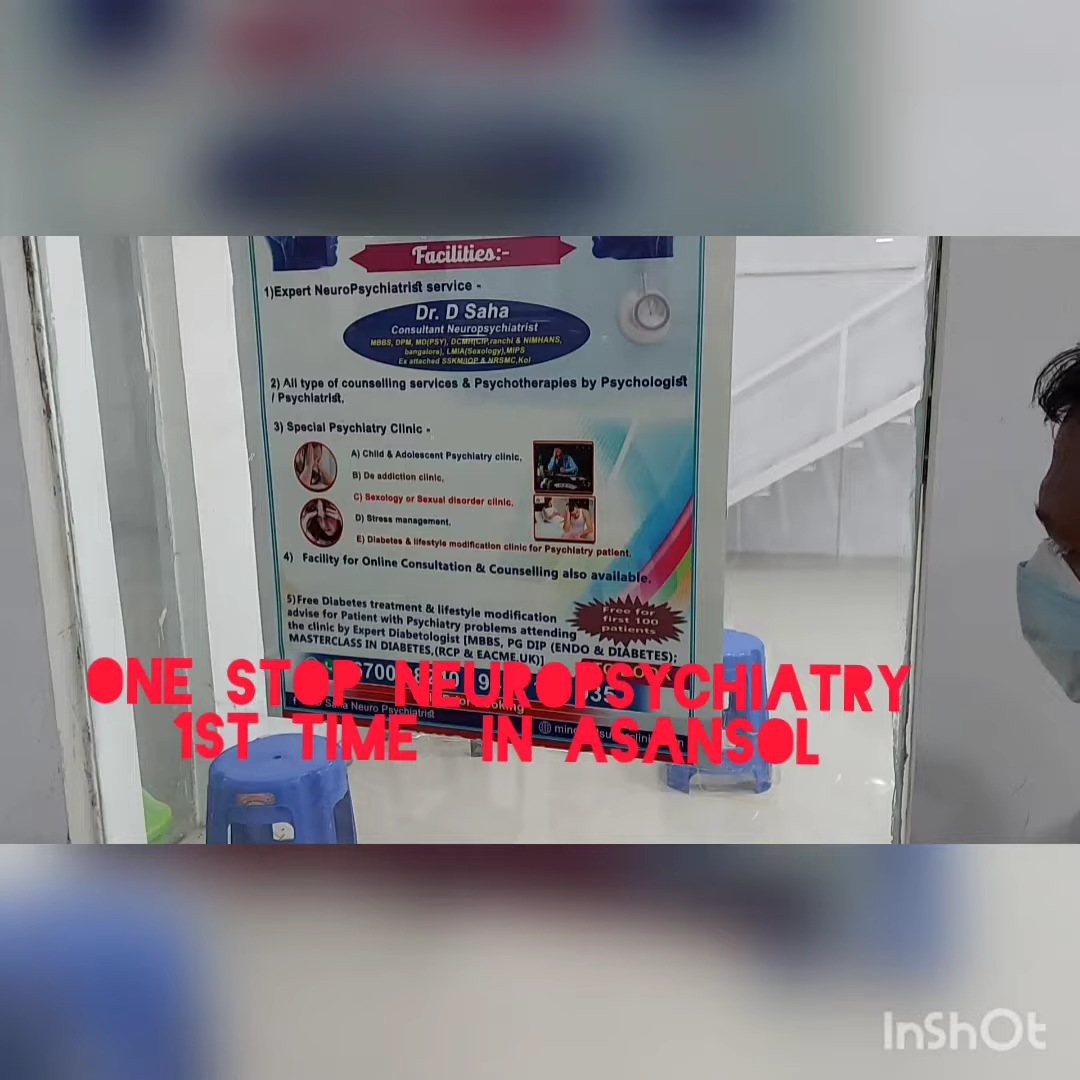 Facilities:-
1)Expert NeuroPsychiatrist service -
Dr. D Saha
Consultant Neuropsychiatrist
MBBS, DPM, MD(PSY), DCMH(CIP,ranchi & NIMHANS,
bangalore), LMIA(Sexology),MIPS
Ex attached SSKM/IOP & NRSMC,Kol
2) All type of counselling services & Psychotherapies by Psychologist
/ Psychiatrist.
3) Special Psychiatry Clinic -
A) Child & Adolescent Psychiatry clinic.
B) De addiction clinic.
C) Sexology or Sexual disorder clinic.
D) Stress management.
E) Diabetes & lifestyle modification clinic for Psychiatry patient.
4) Facility for Online Consultation & Counselling also available.
5)Free Diabetes treatment & lifestyle modification
advise for Patient with Psychiatry problems attending
the clinic by Expert Diabetologist [MBBS, PG DIP (ENDO & DIABETES);
MASTERCLASS IN DIABETES,(RCP & EACME.UK)]
Free for
first 100
patients
Saha Neuro Psychiatrist
ONE STOP NEUROPSYCHIATRY
1ST TIME IN ASANSOL
InShOt